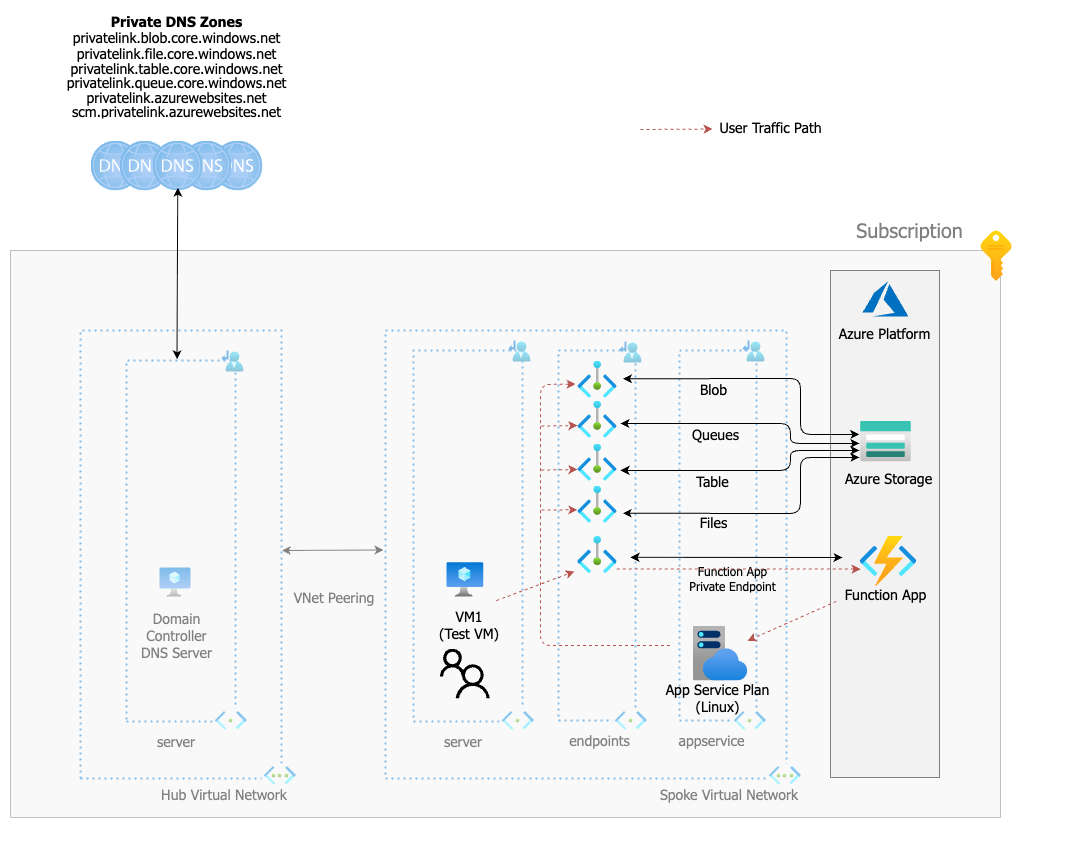 Private DNS Zones
privatelink.blob.core.windows.net
privatelink.file.core.windows.net
privatelink.table.core.windows.net
privatelink.queue.core.windows.net
privatelink.azurewebsites.net
scm.privatelink.azurewebsites.net
DN DN DNS NS NS
User Traffic Path
Subscription
Azure Platform
Blob
Queues
Table
Files
Azure Storage
Function App
Private Endpoint
Function App
VNet Peering
Domain
Controller
DNS Server
VM1
(Test VM)
App Service Plan
(Linux)
server
server
endpoints
appservice
Hub Virtual Network
Spoke Virtual Network